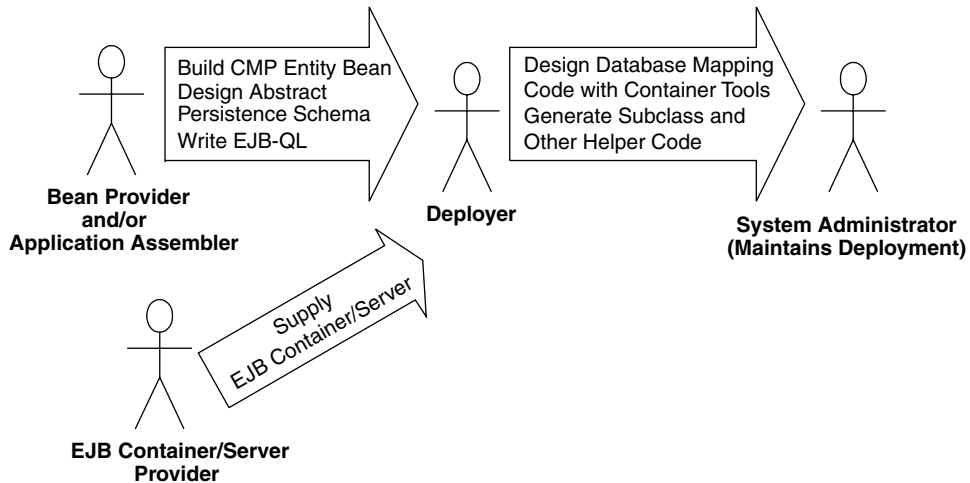 Build CMP Entity Bean
Design Abstract
Persistence Schema
Write EJB-QL
Design Database Mapping
Code with Container Tools
Generate Subclass and
Other Helper Code
Bean Provider
and/or
Application Assembler
Deployer
System Administrator
(Maintains Deployment)
Supply
EJB Container/Server
EJB Container/Server
Provider